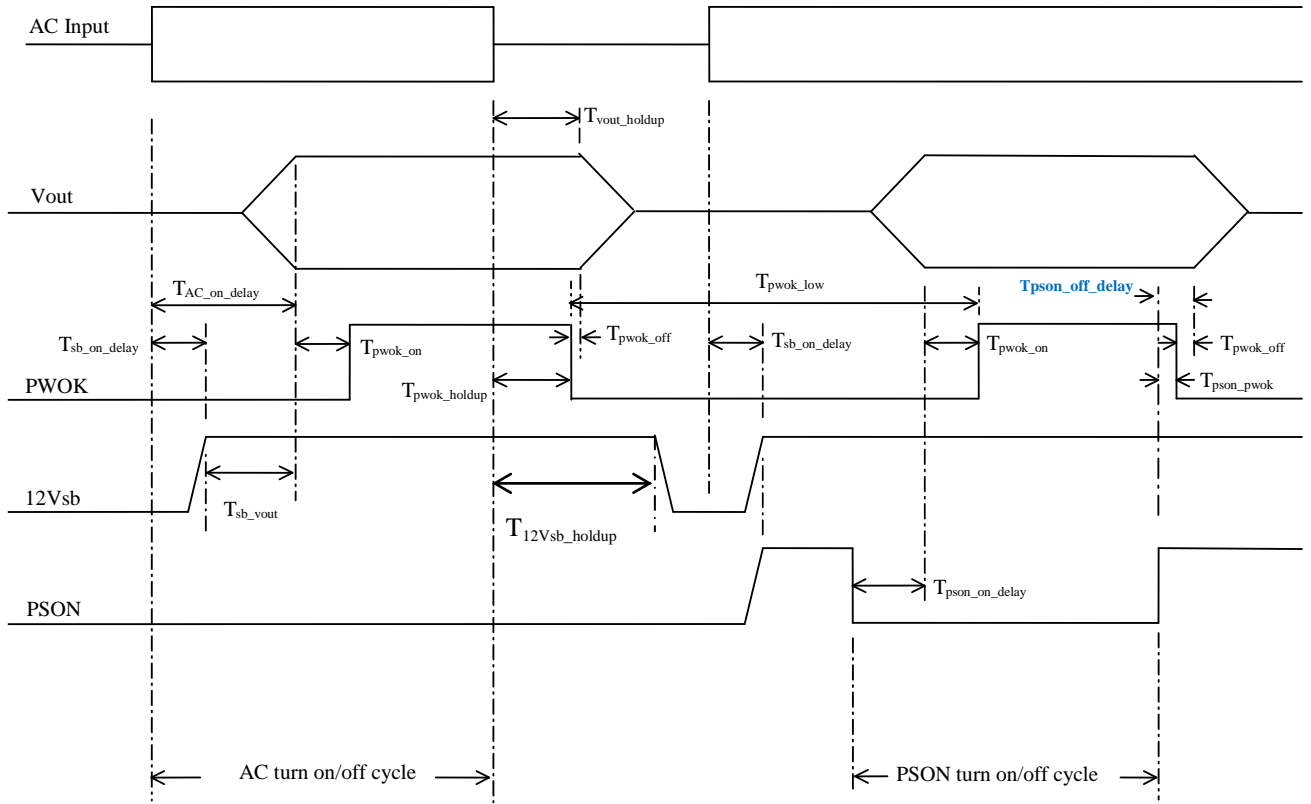 AC Input
Tvout_holdup
Vout
TAC_on_delay
Tpwok_low
Tpson_off_delay
Tsb_on_delay
Tpwok_on
Tpwok_off
Tsb_on_delay
Tpwok_on
Tpwok_off
PWOK
Tpwok_holdup
Tpson_pwok
12Vsb
Tsb_vout
T12Vsb_holdup
PSON
Tpson_on_delay
AC turn on/off cycle
PSON turn on/off cycle